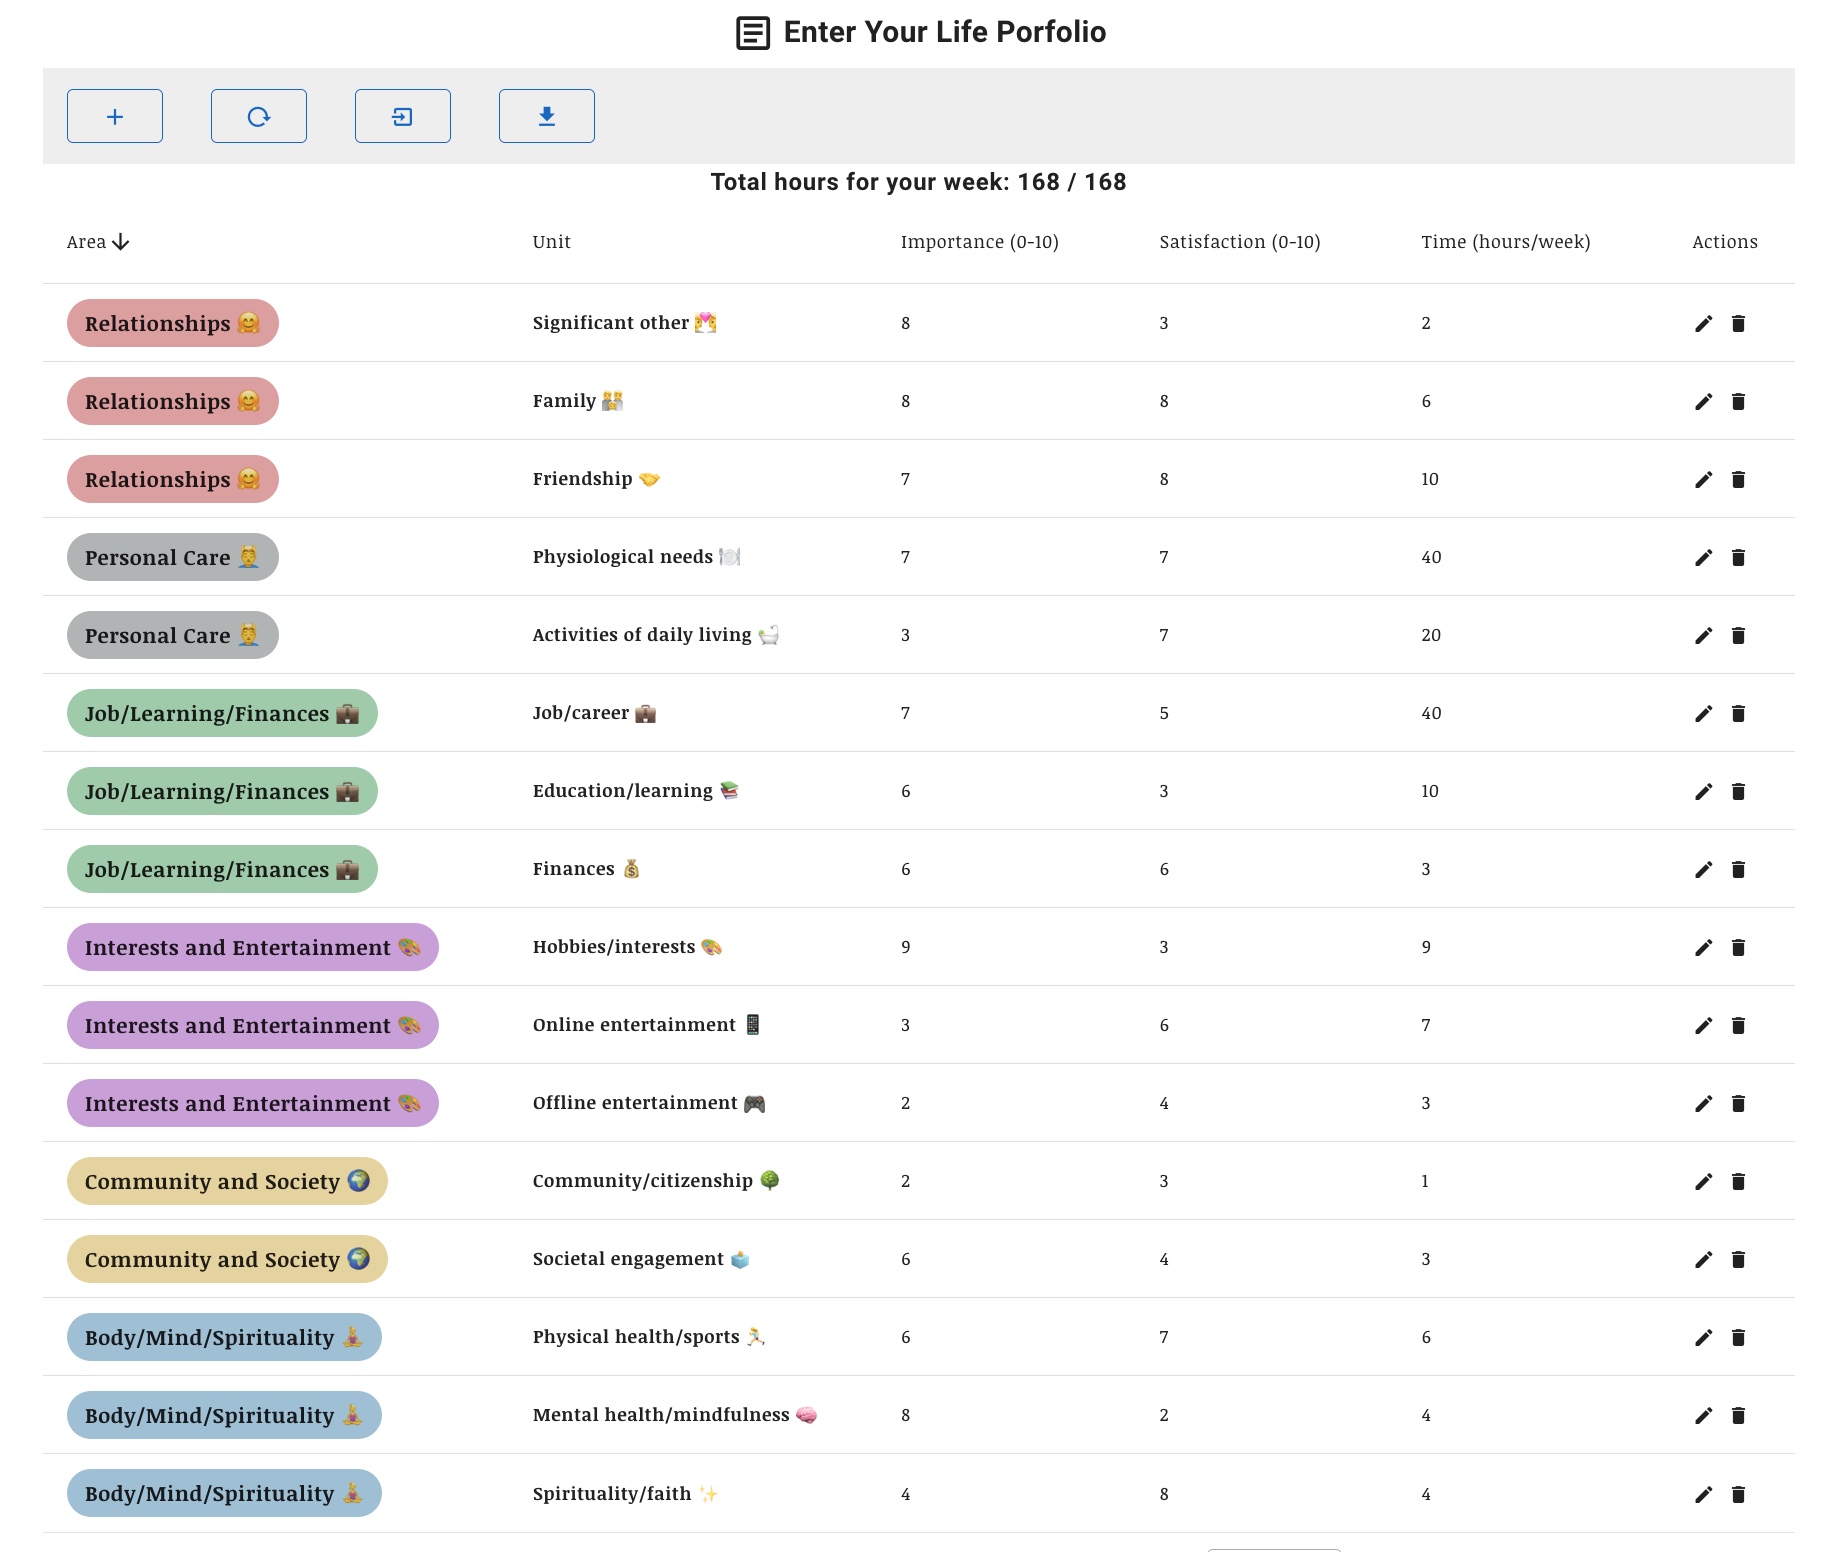 Enter Your Life Porfolio
Total hours for your week: 168 / 168
Area Unit Importance (0-10) Satisfaction (0-10) Time (hours/week) Actions
Relationships 🤗 Significant other 💏 8 3 2
Relationships 🤗 Family 👪 8 8 6
Relationships 🤗 Friendship 🤝 7 8 10
Personal Care 💆 Physiological needs 🍽️ 7 7 40
Personal Care 💆 Activities of daily living 🛀 3 7 20
Job/Learning/Finances 💼 Job/career 💼 7 5 40
Job/Learning/Finances 💼 Education/learning 📚 6 3 10
Job/Learning/Finances 💼 Finances 💰 6 6 3
Interests and Entertainment 🎨 Hobbies/interests 🎨 9 3 9
Interests and Entertainment 🎨 Online entertainment 📱 3 6 7
Interests and Entertainment 🎨 Offline entertainment 🎮 2 4 3
Community and Society 🌍 Community/citizenship 🌳 2 3 1
Community and Society 🌍 Societal engagement 🗳️ 6 4 3
Body/Mind/Spirituality 🧘 Physical health/sports 🏃 6 7 6
Body/Mind/Spirituality 🧘 Mental health/mindfulness 🧠 8 2 4
Body/Mind/Spirituality 🧘 Spirituality/faith ✨ 4 8 4